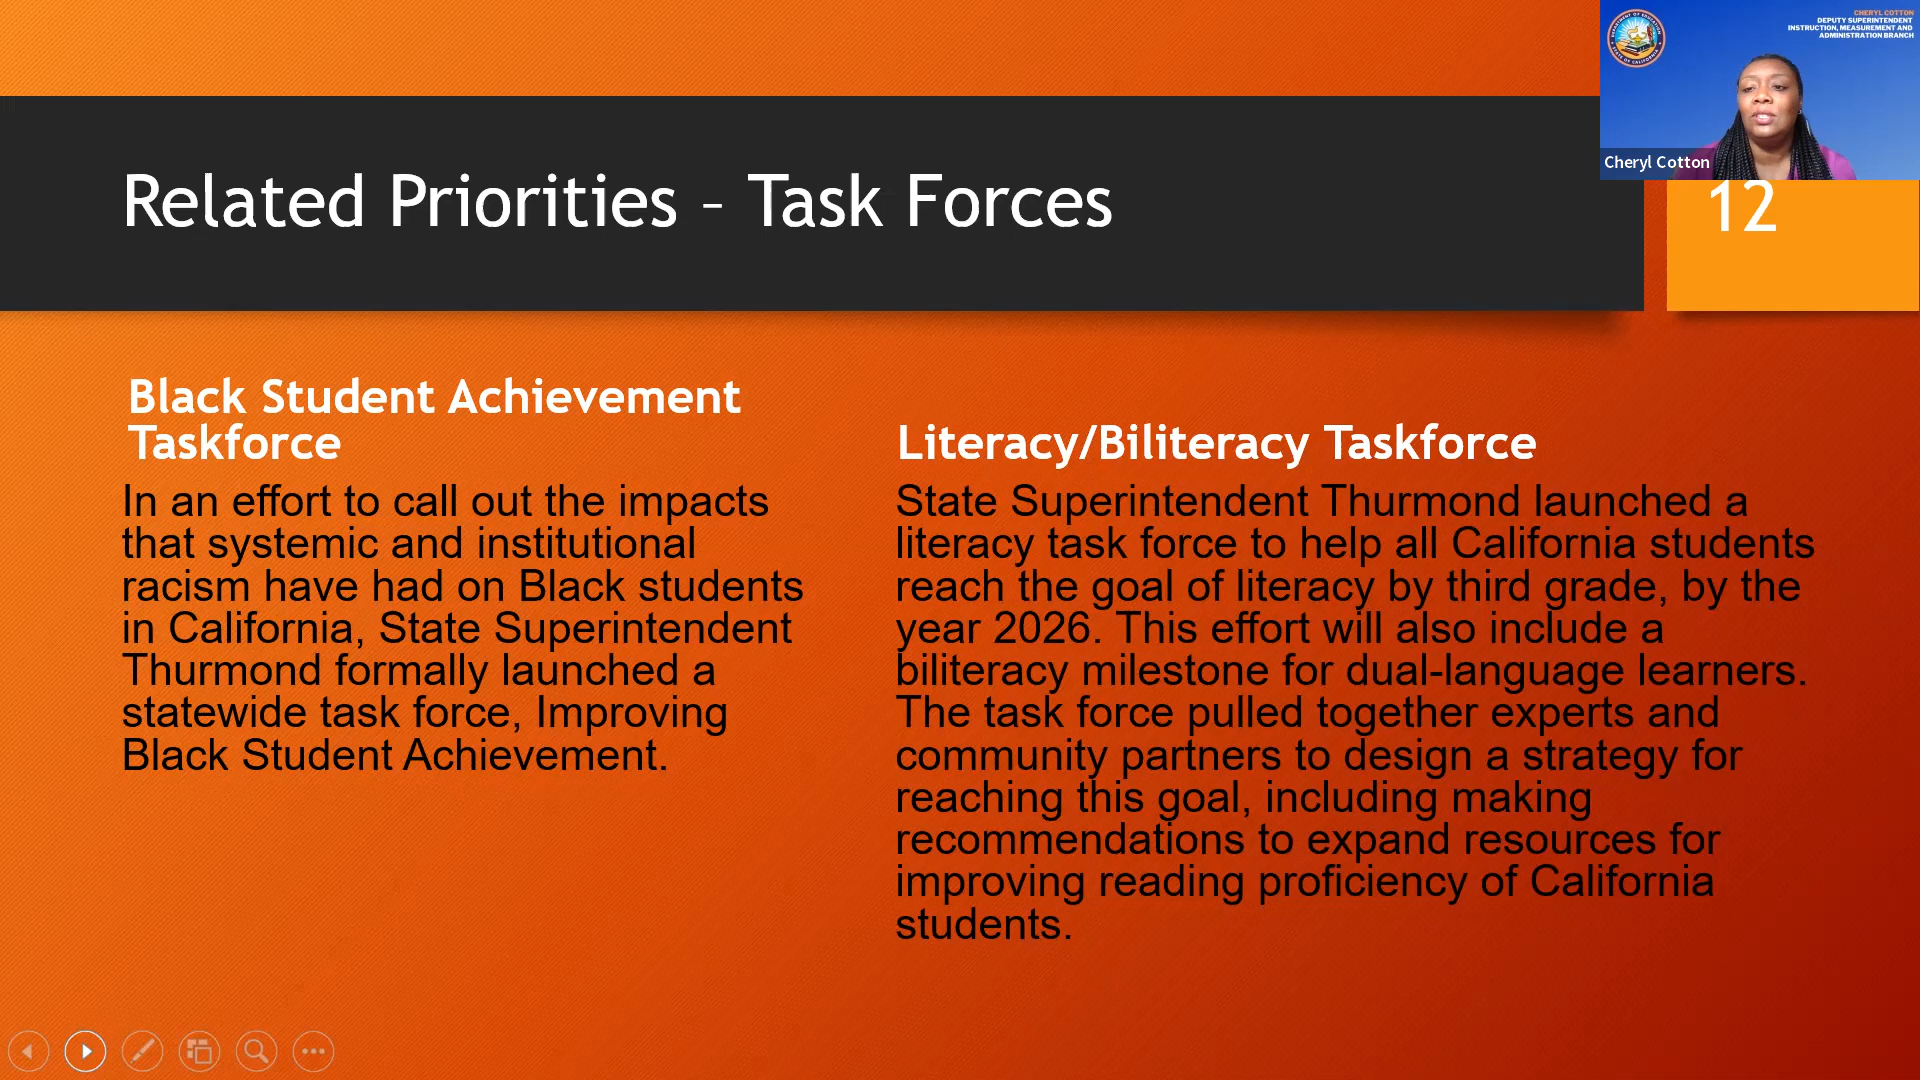 CHERYL COTTON
DEPUTY SUPERINTENDENT
INSTRUCTION, MEASUREMENT AND
ADMINISTRATION BRANCH
Cheryl Cotton
Related Priorities – Task Forces
12
Black Student Achievement
Taskforce
In an effort to call out the impacts
that systemic and institutional
racism have had on Black students
in California, State Superintendent
Thurmond formally launched a
statewide task force, Improving
Black Student Achievement.
Literacy/Biliteracy Taskforce
State Superintendent Thurmond launched a
literacy task force to help all California students
reach the goal of literacy by third grade, by the
year 2026. This effort will also include a
biliteracy milestone for dual-language learners.
The task force pulled together experts and
community partners to design a strategy for
reaching this goal, including making
recommendations to expand resources for
improving reading proficiency of California
students.